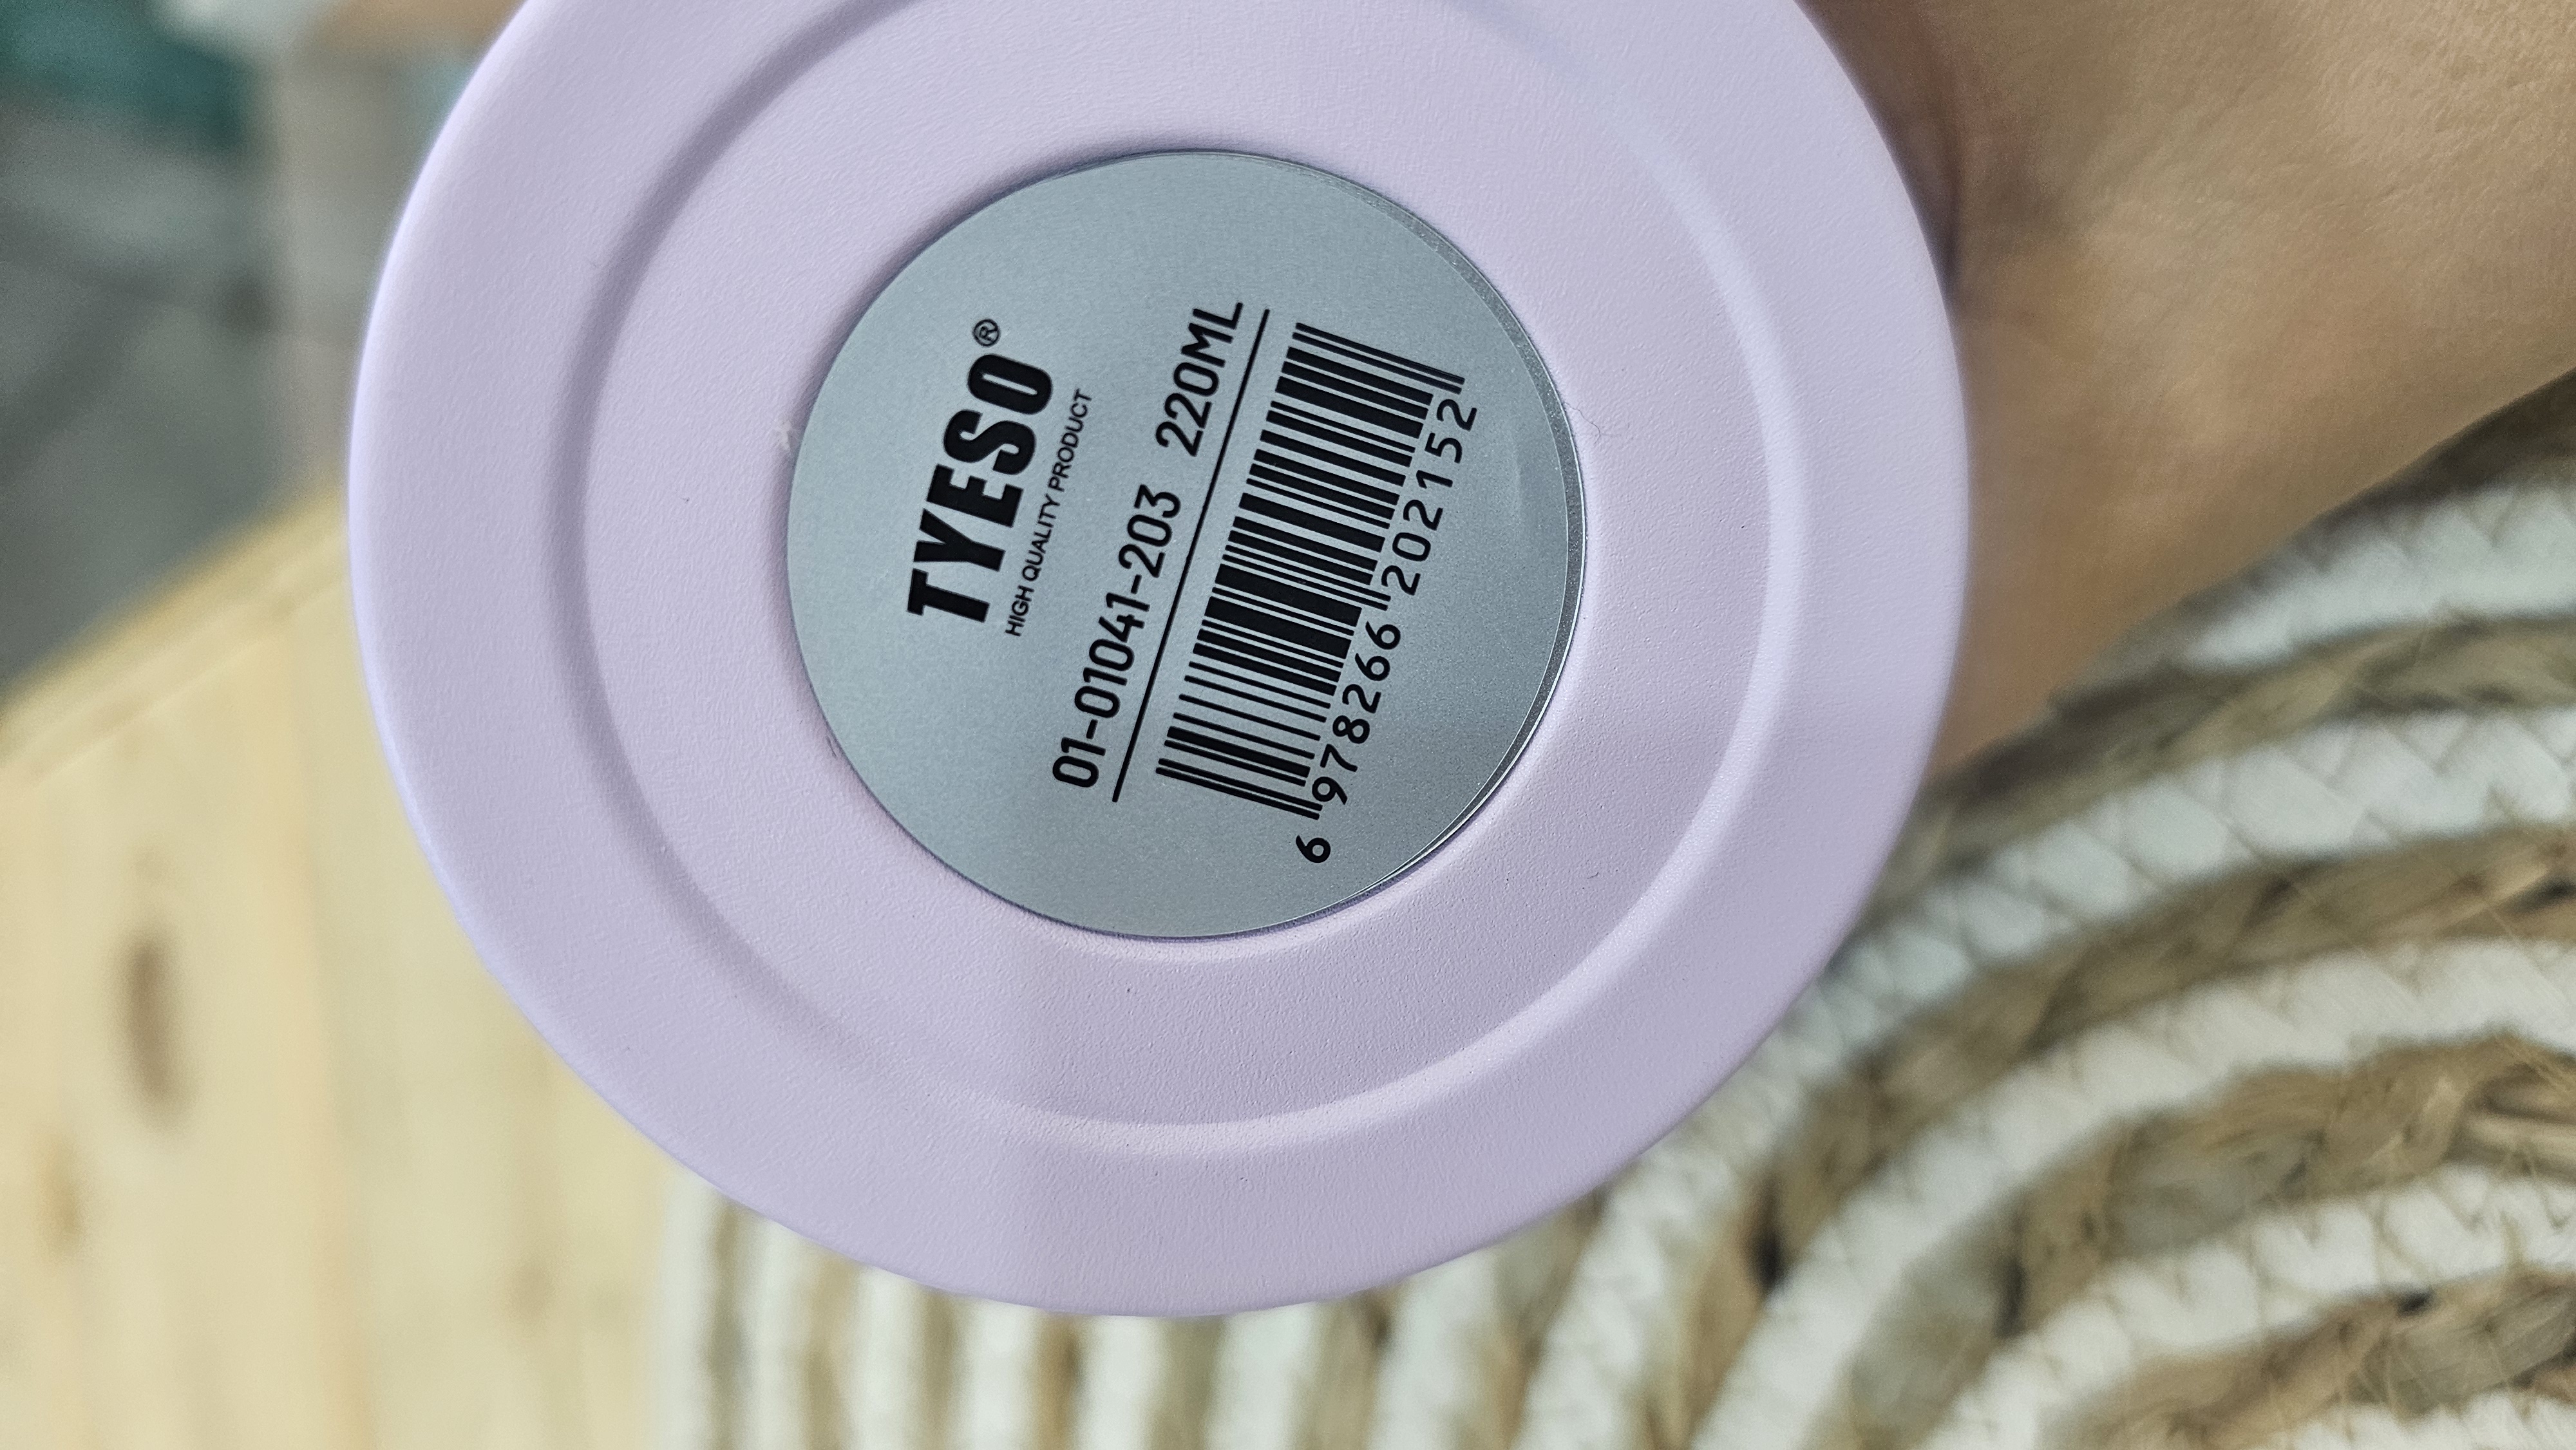 TYESO®
HIGH QUALITY PRODUCT
01-01041-203 220ML
6 978266 202152